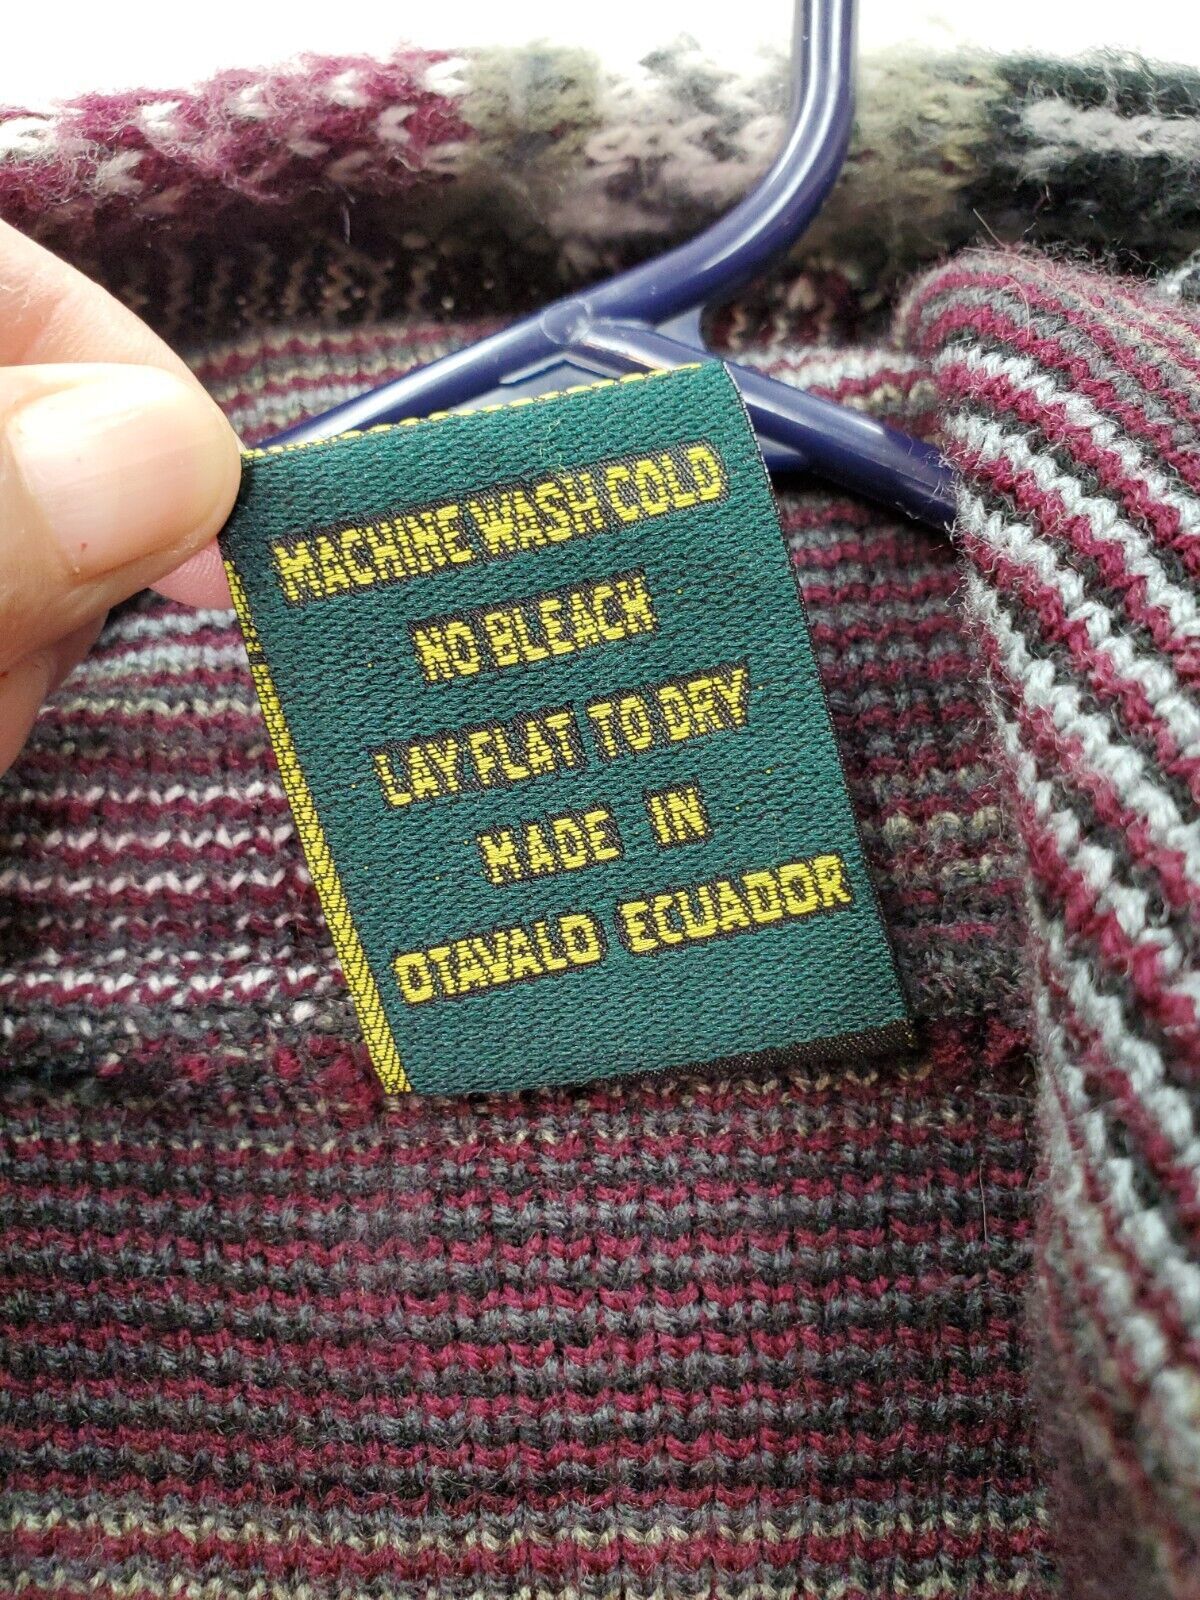 MACHINE WASH COLD
NO BLEACH
LAY FLAT TO DRY
MADE IN
OTAVALO ECUADOR